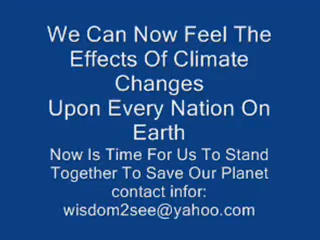 We Can Now Feel The
Effects Of Climate
Changes
Upon Every Nation On
Earth
Now Is Time For Us To Stand
Together To Save Our Planet
contact infor:
wisdom2see@yahoo.com